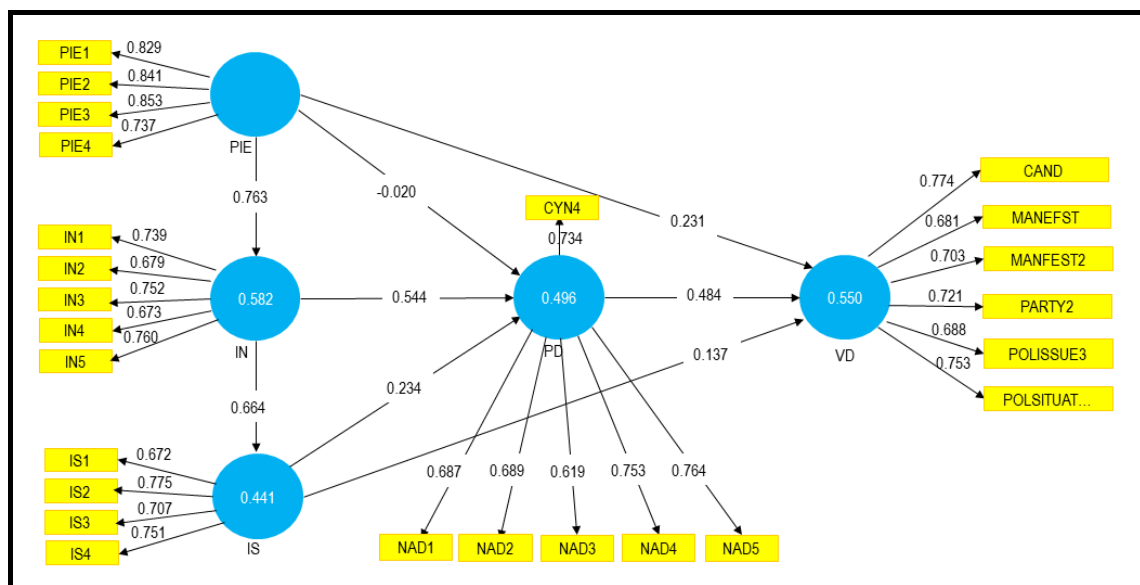 PIE1
0.829
PIE2
0.841
PIE3
0.853
PIE4
0.737
PIE
0.763
-0.020
0.231
IN1
0.739
IN2
0.679
IN3
0.752
IN4
0.673
IN5
0.760
0.582
IN
0.544
0.664
IS1
0.672
IS2
0.775
IS3
0.707
IS4
0.751
0.441
IS
0.234
0.137
CYN4
0.734
0.496
PD
0.484
0.687
0.689
0.619
0.753
0.764
NAD1
NAD2
NAD3
NAD4
NAD5
0.550
VD
0.774
CAND
0.681
MANEFST
0.703
MANFEST2
0.721
PARTY2
0.688
POLISSUE3
0.753
POLSITUAT...